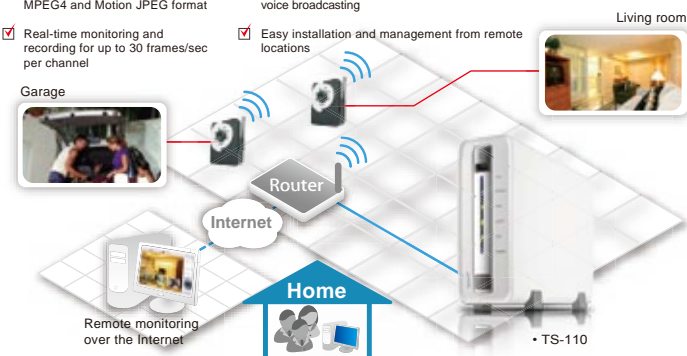 MPEG4 and Motion JPEG format
Real-time monitoring and
recording for up to 30 frames/sec
per channel
voice broadcasting
Easy installation and management from remote
locations
Living room
Garage
Router
Internet
Home
Remote monitoring
over the Internet
• TS-110